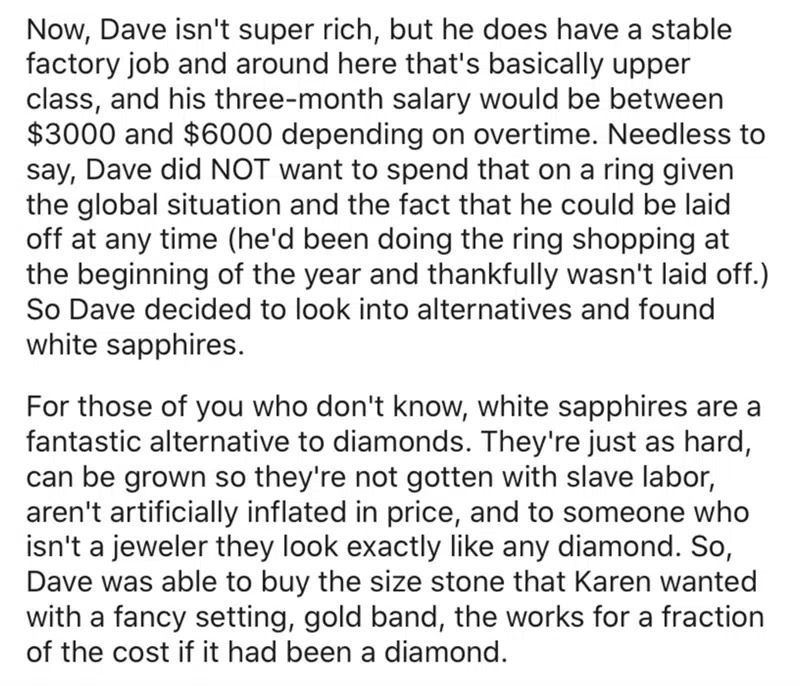 Now, Dave isn't super rich, but he does have a stable
factory job and around here that's basically upper
class, and his three-month salary would be between
$3000 and $6000 depending on overtime. Needless to
say, Dave did NOT want to spend that on a ring given
the global situation and the fact that he could be laid
off at any time (he'd been doing the ring shopping at
the beginning of the year and thankfully wasn't laid off.)
So Dave decided to look into alternatives and found
white sapphires.
For those of you who don't know, white sapphires are a
fantastic alternative to diamonds. They're just as hard,
can be grown so they're not gotten with slave labor,
aren't artificially inflated in price, and to someone who
isn't a jeweler they look exactly like any diamond. So,
Dave was able to buy the size stone that Karen wanted
with a fancy setting, gold band, the works for a fraction
of the cost if it had been a diamond.